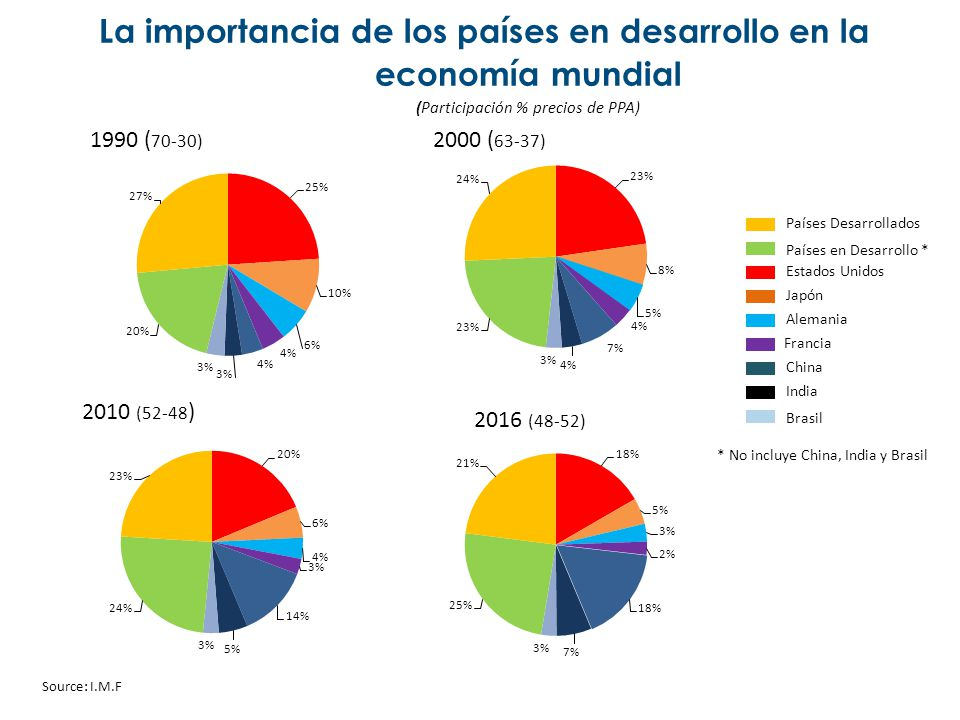 La importancia de los países en desarrollo en la
economía mundial
(Participación % precios de PPA)
1990 (70-30)
25%
10%
6%
4%
4%
3%
3%
20%
27%
2000 (63-37)
23%
8%
5%
4%
7%
4%
3%
23%
24%
2010 (52-48)
20%
6%
4%
3%
14%
5%
3%
24%
23%
2016 (48-52)
18%
5%
3%
2%
18%
7%
3%
25%
21%
Países Desarrollados
Países en Desarrollo *
Estados Unidos
Japón
Alemania
Francia
China
India
Brasil
* No incluye China, India y Brasil
Source: I.M.F